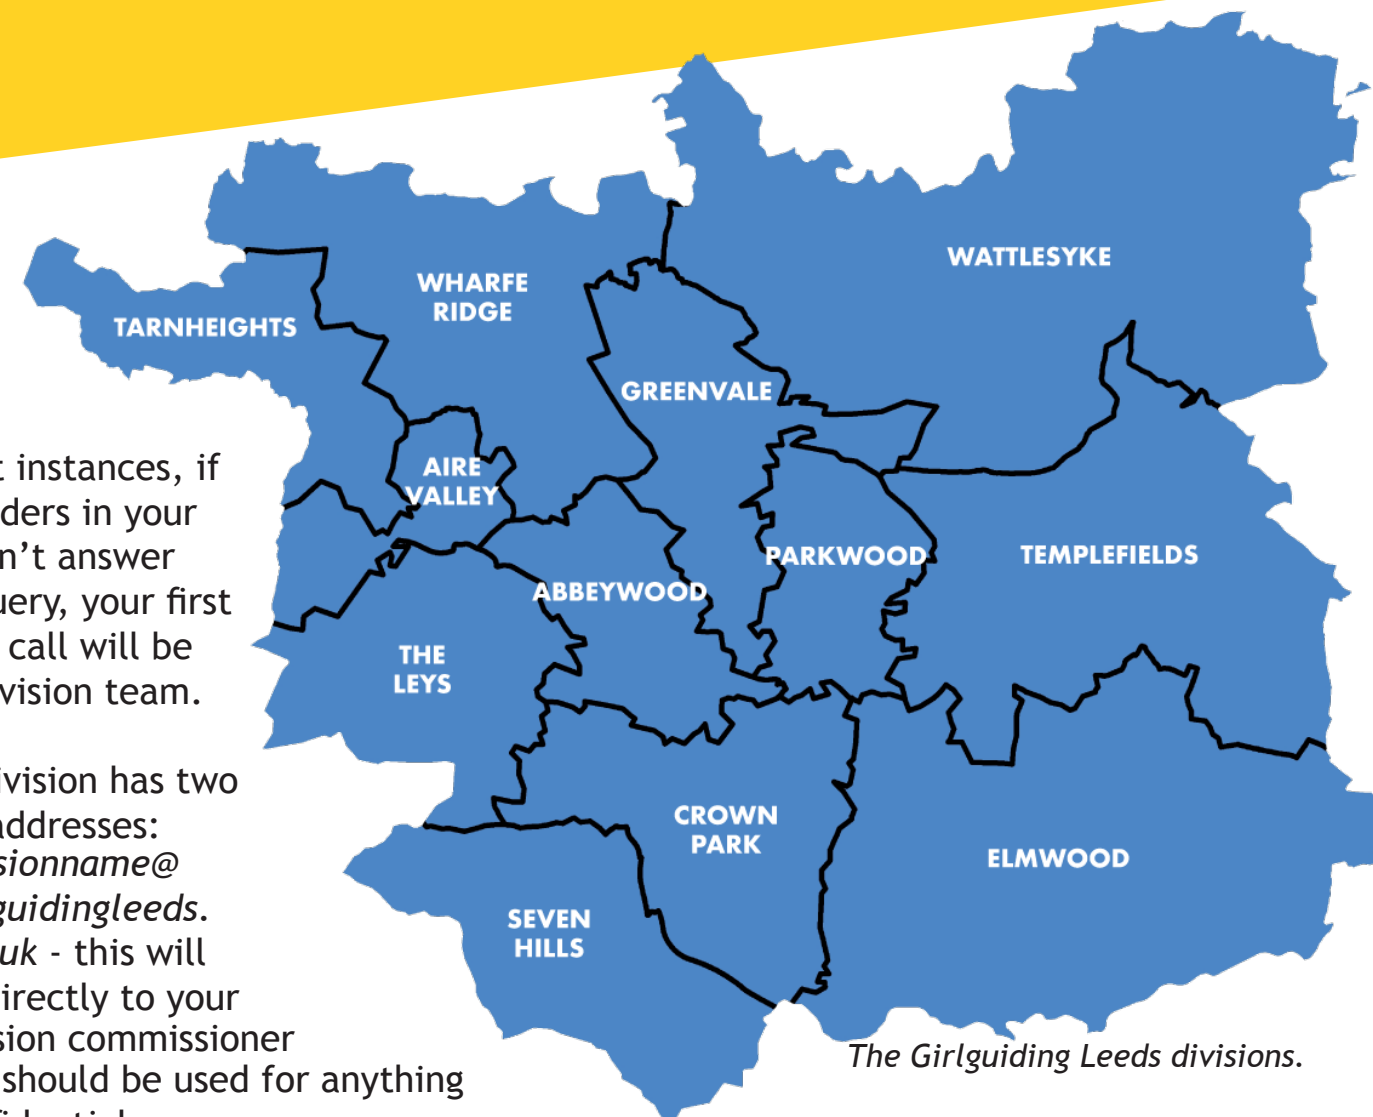 WATTLESYKE
WHARFE
RIDGE
TARNHEIGHTS
GREENVALE
AIRE
VALLEY
PARKWOOD
TEMPLEFIELDS
ABBEYWOOD
THE
LEYS
CROWN
PARK
ELMWOOD
SEVEN
HILLS
t instances, if
ders in your
n’t answer
uery, your first
call will be
vision team.
ivision has two
addresses:
sionname@
guidingleeds.
uk - this will
irectly to your
sion commissioner
should be used for anything
The Girlguiding Leeds divisions.